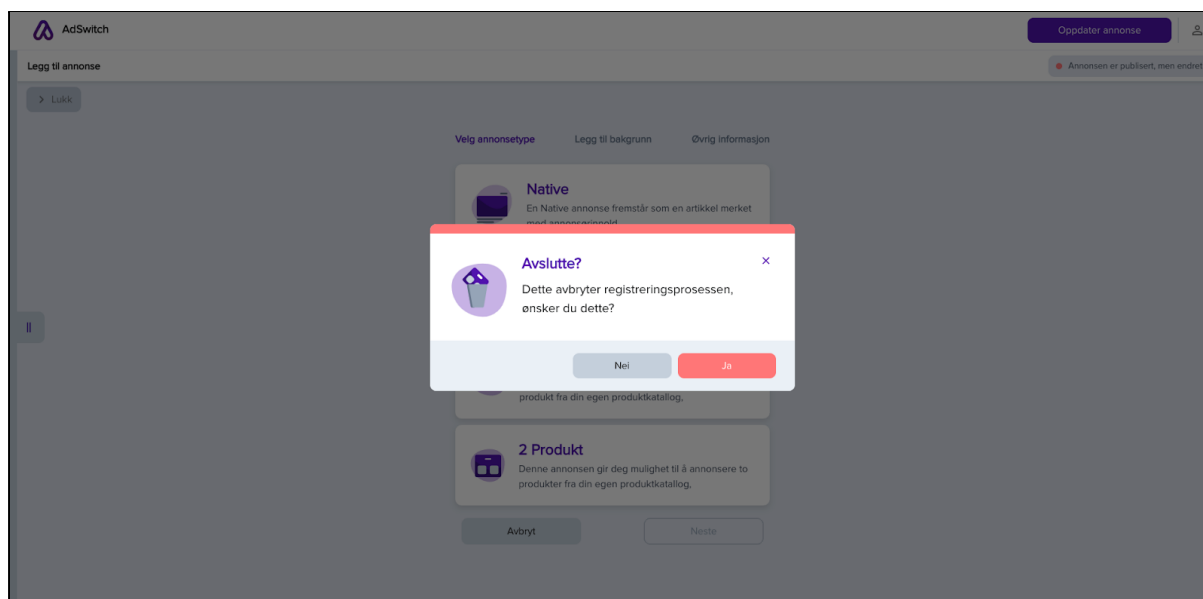 AdSwitch
Oppdater annonse
Legg til annonse
Annonsen er publisert, men endret
Lukk
Velg annonsetype
Legg til bakgrunn
Øvrig informasjon
Native
En Native annonse fremstår som en artikkel merket
med annonsørinnold
Avslutte?
Dette avbryter registreringsprosessen,
ønsker du dette?
Nei
Ja
produkt fra din egen produktkatallog,
2 Produkt
Denne annonsen gir deg mulighet til å annonsere to
produkter fra din egen produktkatallog,
Avbryt
Neste